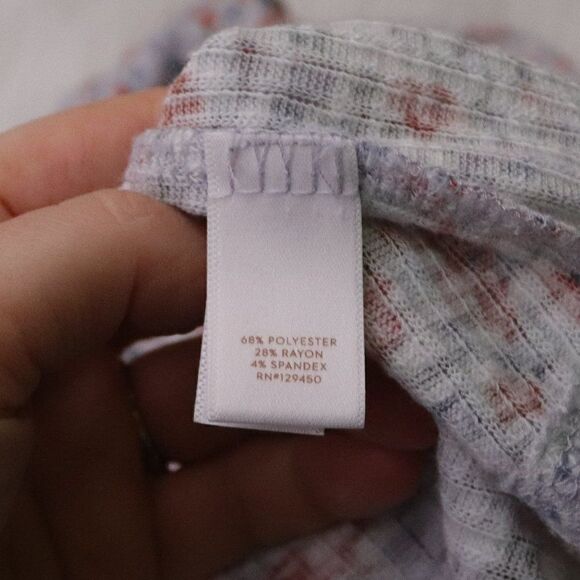 68% POLYESTER
28% RAYON
4% SPANDEX
RN#129450